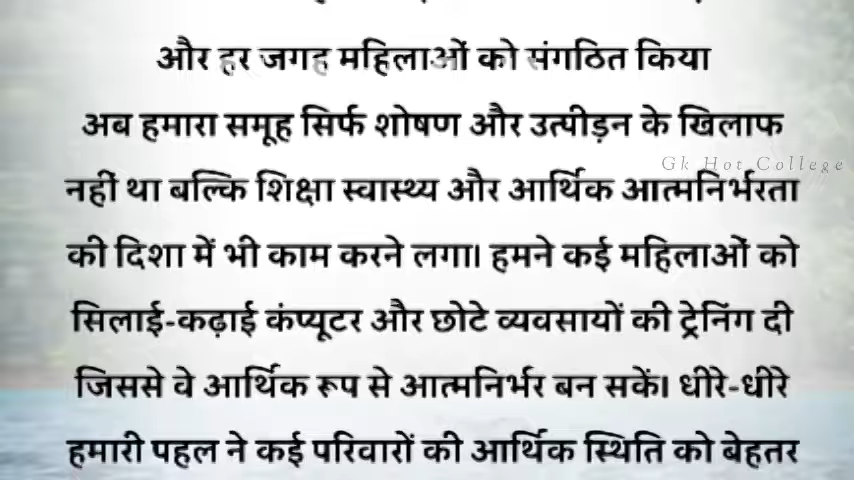 और हर जगह महिलाओं को संगठित किया
अब हमारा समूह सिर्फ शोषण और उत्पीड़न के खिलाफ
Gk Hot College
नहीं था बल्कि शिक्षा स्वास्थ्य और आर्थिक आत्मनिर्भरता
की दिशा में भी काम करने लगा। हमने कई महिलाओं को
सिलाई-कढ़ाई कंप्यूटर और छोटे व्यवसायों की ट्रेनिंग दी
जिससे वे आर्थिक रूप से आत्मनिर्भर बन सकें। धीरे-धीरे
हमारी पहल ने कई परिवारों की आर्थिक स्थिति को बेहतर